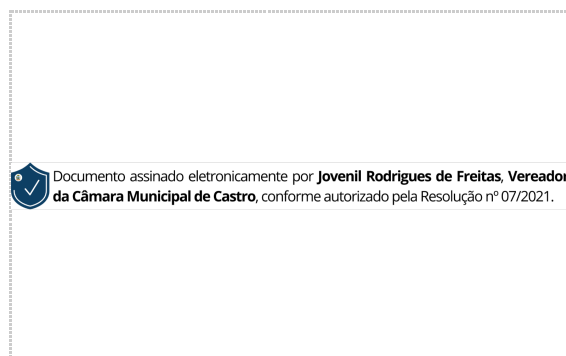 Documento assinado eletronicamente por Jovenil Rodrigues de Freitas, Vereador
da Câmara Municipal de Castro, conforme autorizado pela Resolução nº 07/2021.